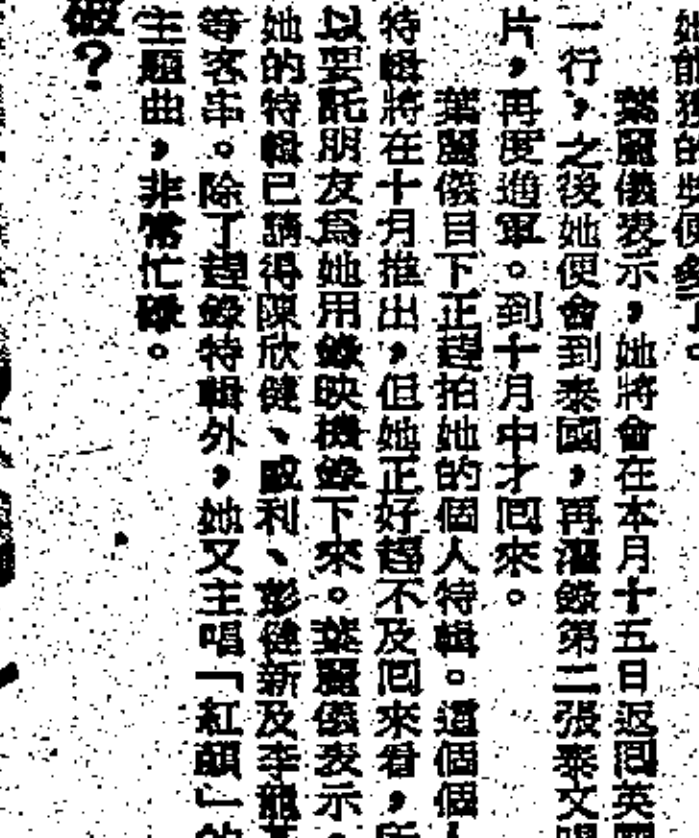 的
葉麗儀表示，她將會在本月十五日返回英國
一行，之後她便會到泰國，再灌錄第二張泰文唱
片，再度進軍。到十月中才回來。
葉麗儀目下正趕拍她的個人特輯。這個個人
特輯將在十月推出，但她正好趕不及回來看，所
以要託朋友爲她用錄映機錄下來。葉麗儀表示，
她的特輯已請得陳欣健、威利、彭健新及李龍基
等客串。除了趕錄特輯外，她又主唱「紅顏」的
主題曲，非常忙碌。
破？